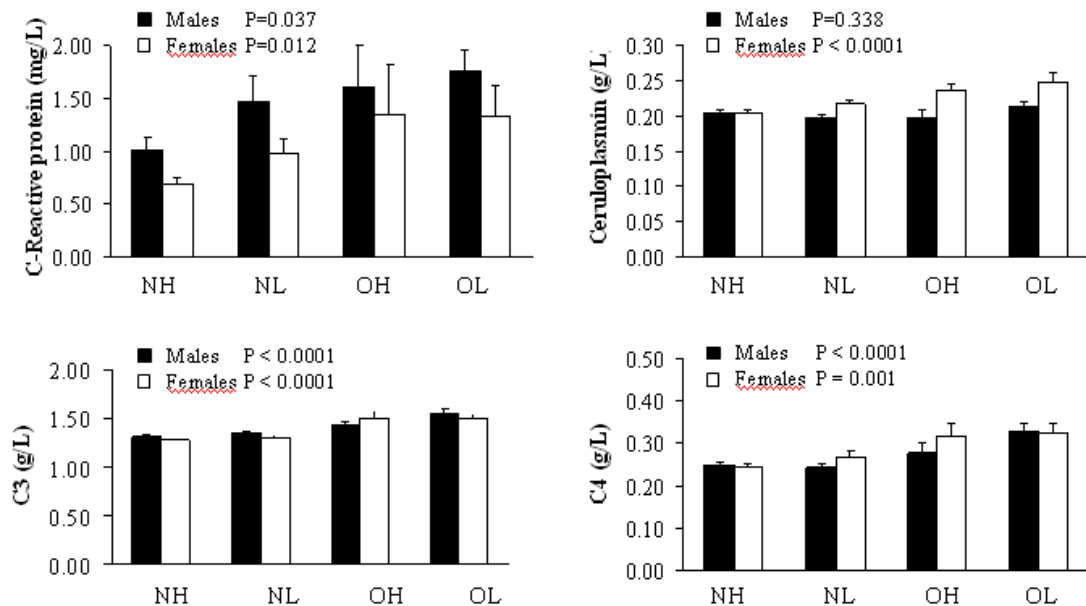 Males P=0.037
Females P=0.012
C-Reactive protein (mg/L)
2.00
1.50
1.00
0.50
0.00
NH NL OH OL
Males P=0.338
Females P < 0.0001
Ceruloplasmin (g/L)
0.30
0.25
0.20
0.15
0.10
0.05
0.00
NH NL OH OL
Males P < 0.0001
Females P < 0.0001
C3 (g/L)
2.00
1.50
1.00
0.50
0.00
NH NL OH OL
Males P < 0.0001
Females P = 0.001
C4 (g/L)
0.50
0.40
0.30
0.20
0.10
0.00
NH NL OH OL